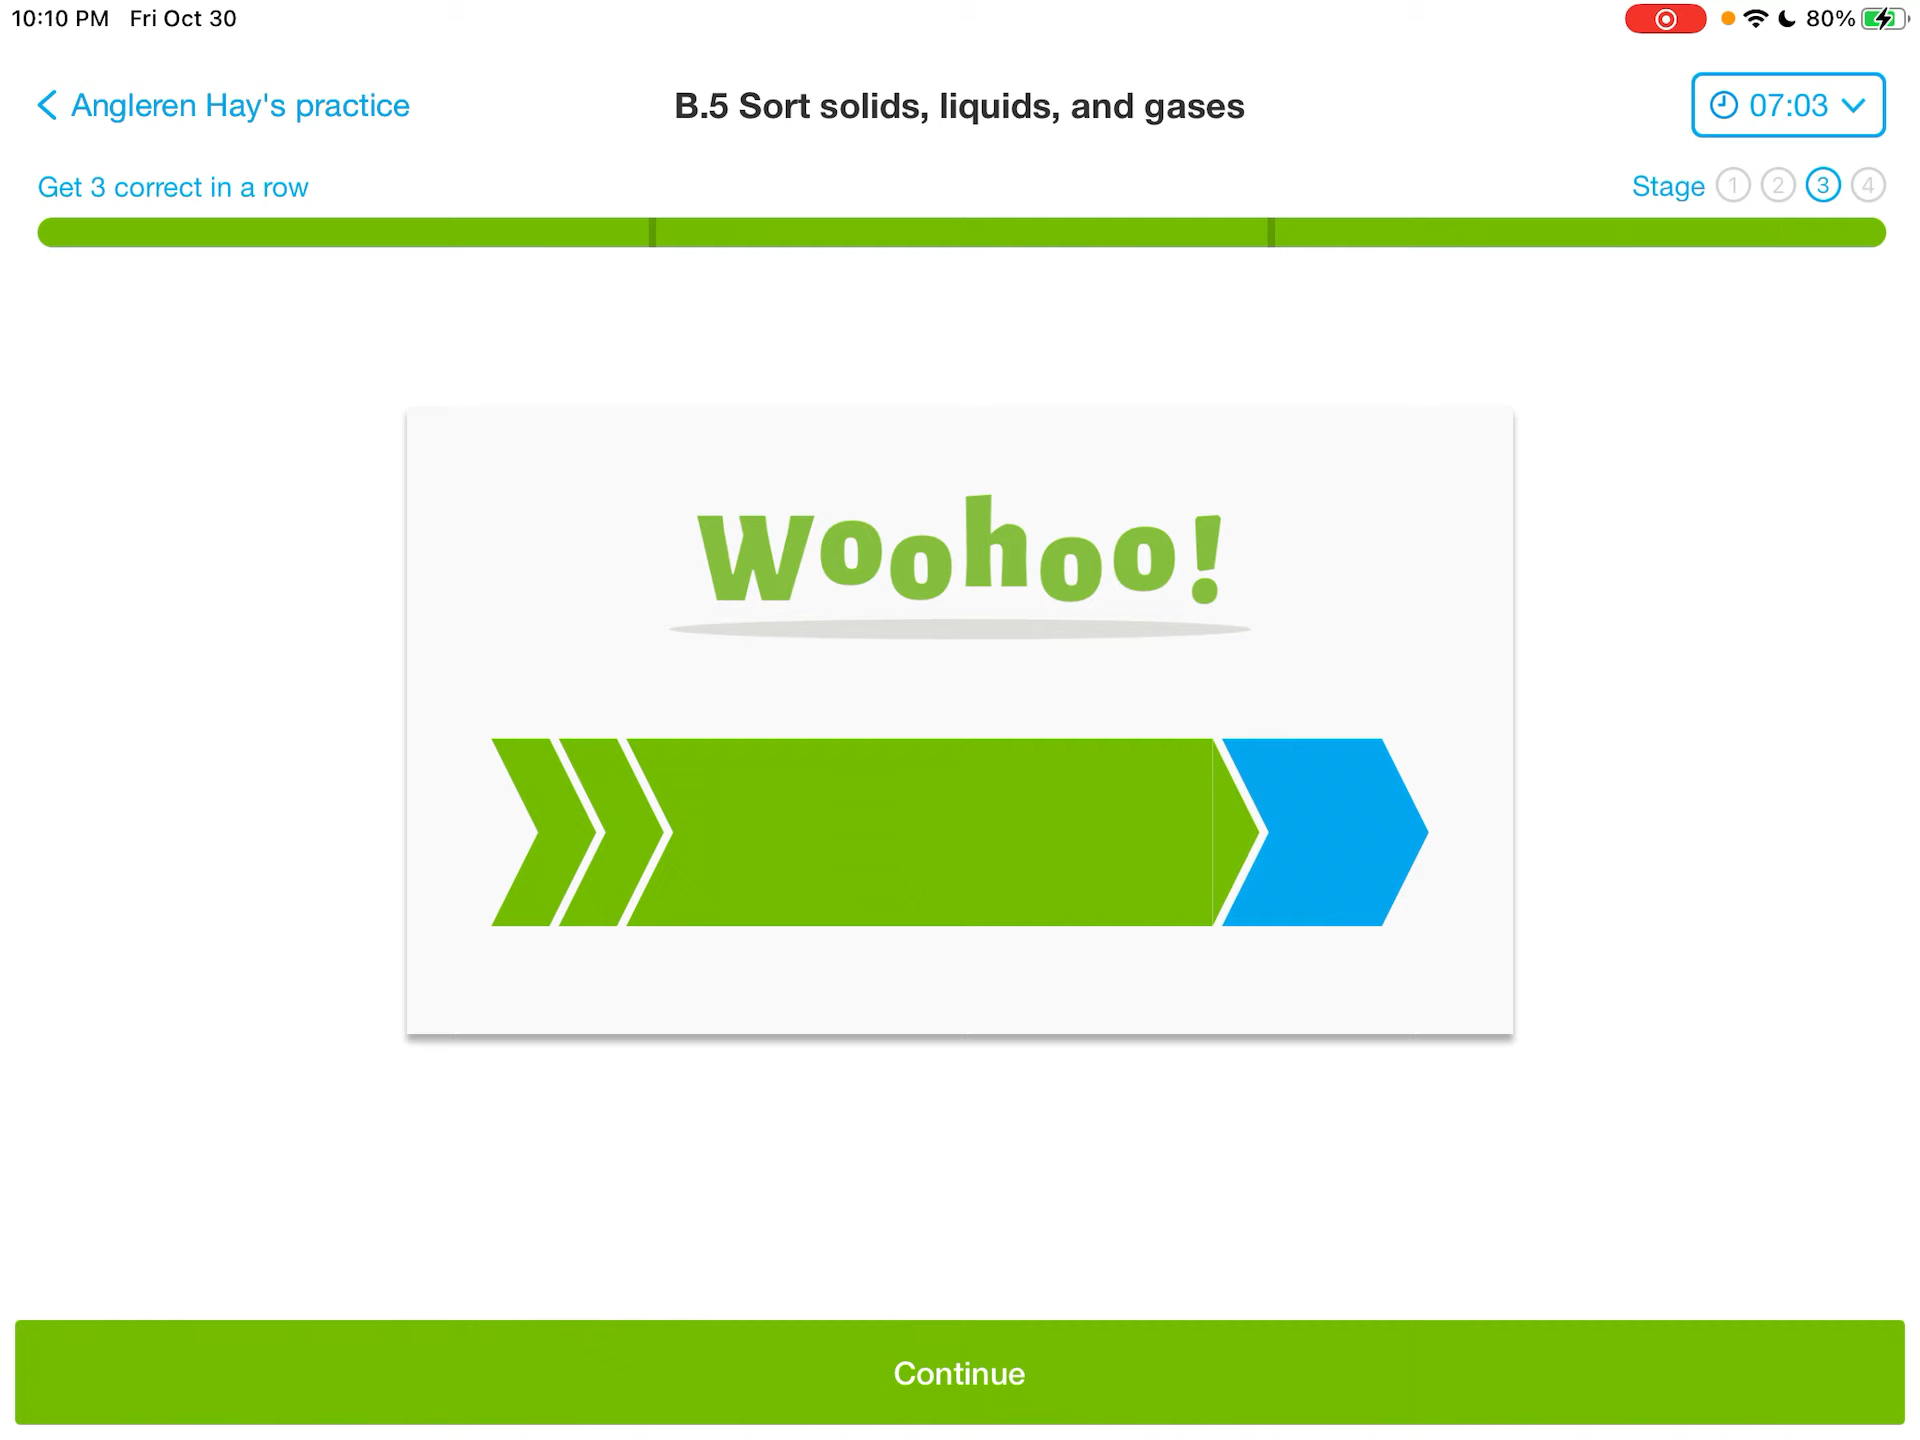 10:10 PM Fri Oct 30
80%
Angleren Hay's practice
B.5 Sort solids, liquids, and gases
07:03
Get 3 correct in a row
Stage 1 2 3 4
Woohoo!
Continue